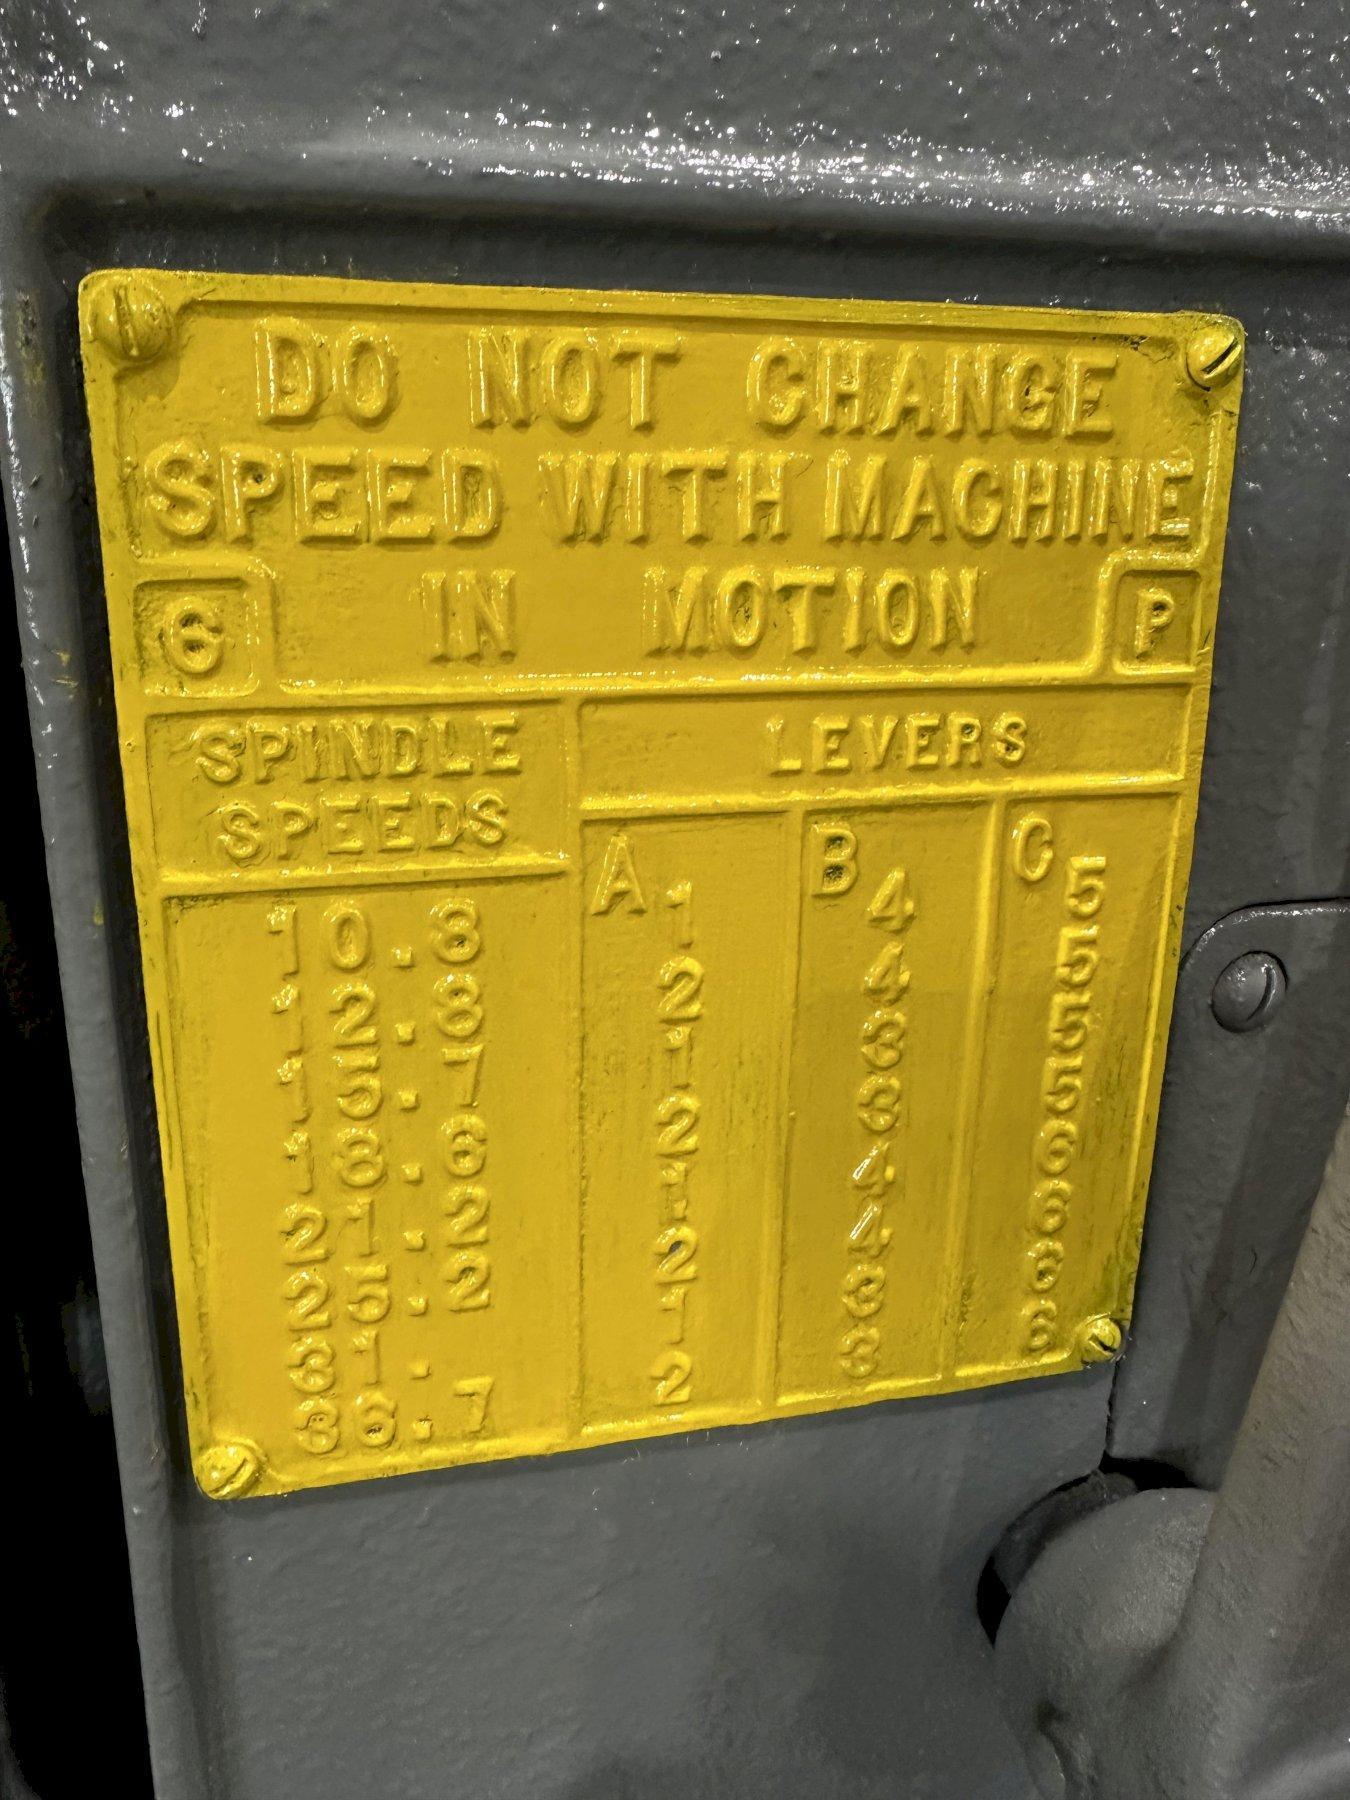 DO NOT CHANGE
SPEED WITH MACHINE
IN MOTION
G P
SPINDLE
SPEEDS
LEVERS
A B C
10.8 1 4 5
12.8 2 4 5
15.7 1 3 5
18.6 2 3 5
21.2 1 4 6
25.2 2 4 6
31. 1 3 6
36.7 2 3 6